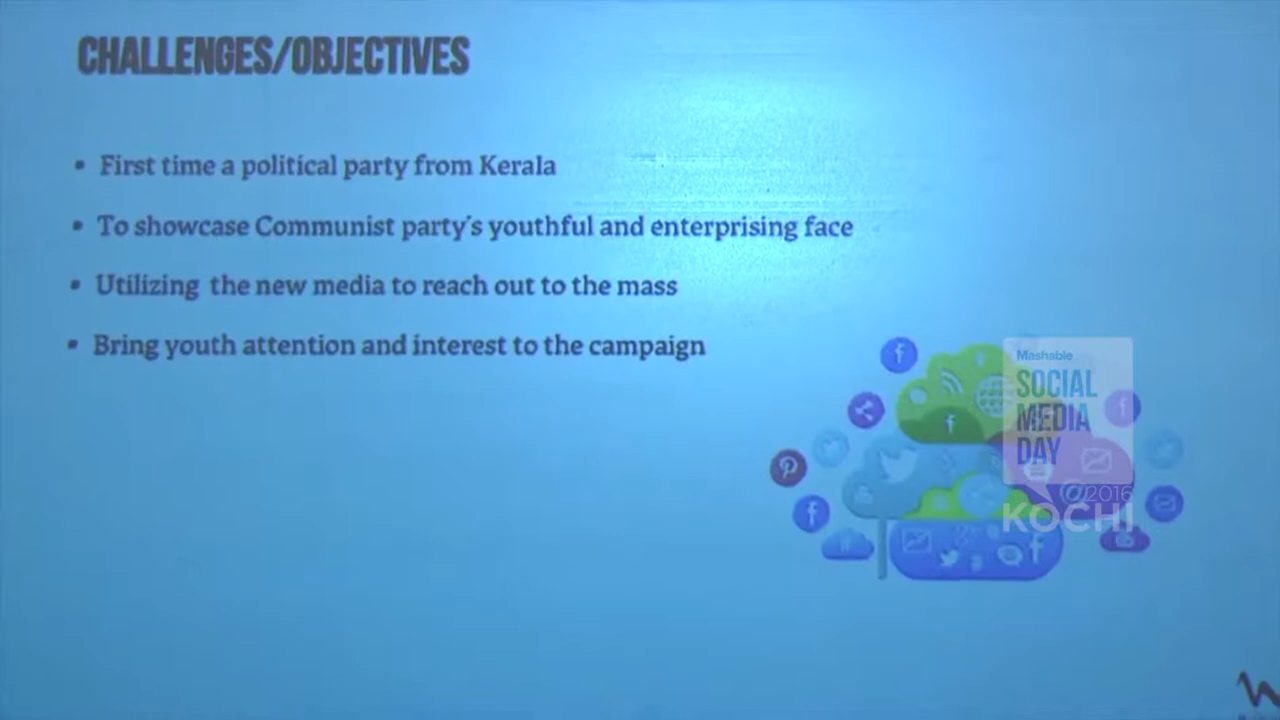 CHALLENGES/OBJECTIVES
• First time a political party from Kerala
• To showcase Communist party's youthful and enterprising face
• Utilizing the new media to reach out to the mass
• Bring youth attention and interest to the campaign
Mashable
SOCIAL
MEDIA
DAY
@2016
KOCHI